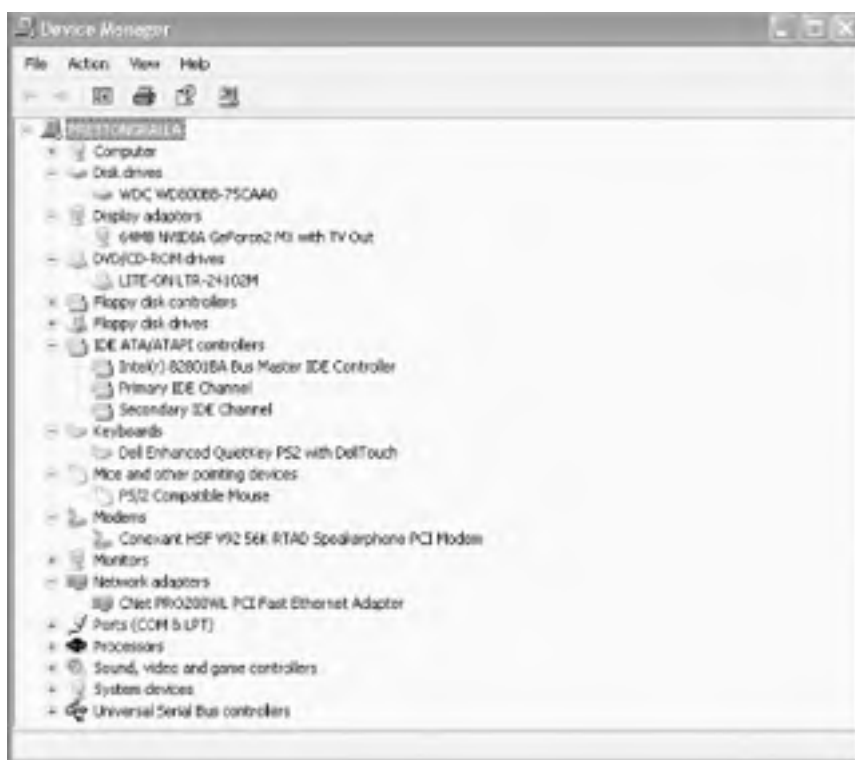 Device Manager
File Action View Help
PRESTONGRALLA
Computer
Disk drives
WDC WD800BB-75CAA0
Display adapters
64MB NVIDIA GeForce2 MX with TV Out
DVD/CD-ROM drives
LITE-ON LTR-24102M
Floppy disk controllers
Floppy disk drives
IDE ATA/ATAPI controllers
Intel(r) 82801BA Bus Master IDE Controller
Primary IDE Channel
Secondary IDE Channel
Keyboards
Dell Enhanced QuietKey PS2 with DellTouch
Mice and other pointing devices
PS/2 Compatible Mouse
Modems
Conexant HSF V92 56K RTAD Speakerphone PCI Modem
Monitors
Network adapters
CNet PRO200WL PCI Fast Ethernet Adapter
Ports (COM & LPT)
Processors
Sound, video and game controllers
System devices
Universal Serial Bus controllers